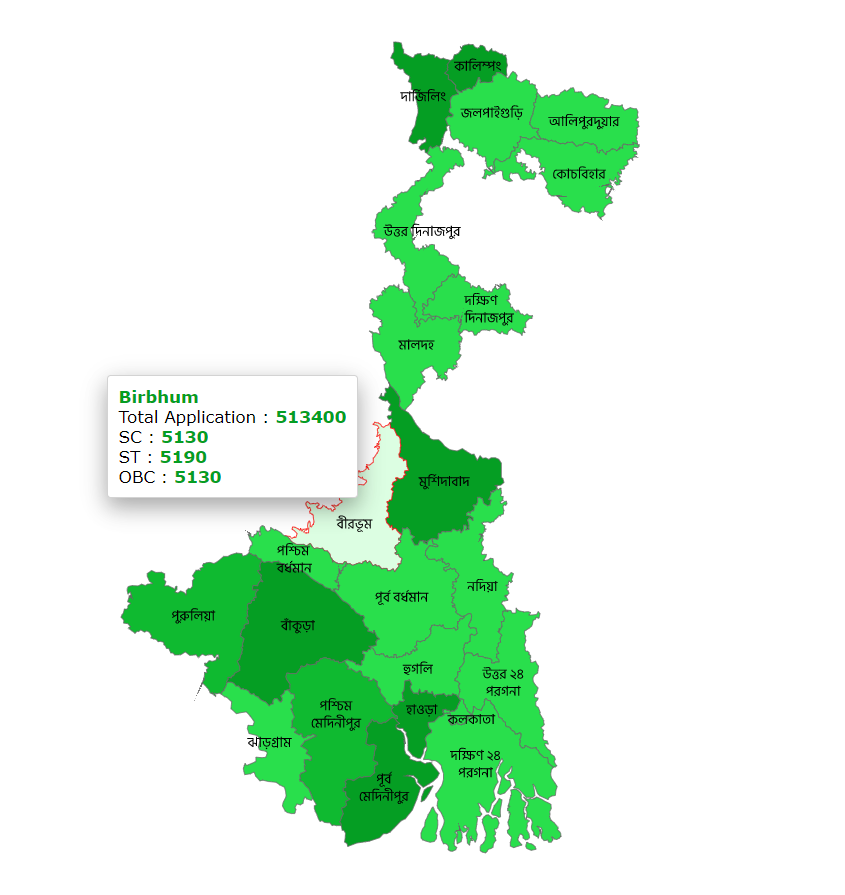 কালিম্পং
দার্জিলিং
জলপাইগুড়ি
আলিপুরদুয়ার
কোচবিহার
উত্তর দিনাজপুর
দক্ষিণ
দিনাজপুর
মালদহ
Birbhum
Total Application : 513400
SC : 5130
ST : 5190
OBC : 5130
মুর্শিদাবাদ
বীরভূম
পশ্চিম
বর্ধমান
নদিয়া
পূর্ব বর্ধমান
পুরুলিয়া
বাঁকুড়া
হুগলি
উত্তর ২৪
পরগনা
পশ্চিম
মেদিনীপুর
হাওড়া
কলকাতা
ঝাড়গ্রাম
দক্ষিণ ২৪
পরগনা
পূর্ব
মেদিনীপুর